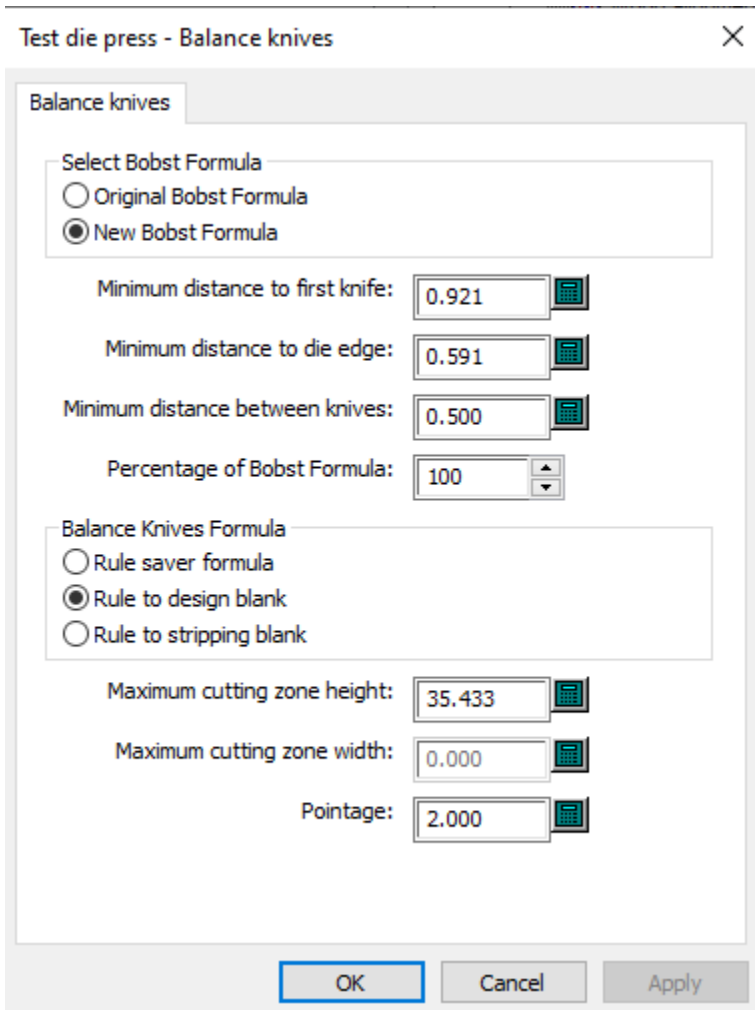 Test die press - Balance knives
Balance knives
Select Bobst Formula
Original Bobst Formula
New Bobst Formula
Minimum distance to first knife: 0.921
Minimum distance to die edge: 0.591
Minimum distance between knives: 0.500
Percentage of Bobst Formula: 100
Balance Knives Formula
Rule saver formula
Rule to design blank
Rule to stripping blank
Maximum cutting zone height: 35.433
Maximum cutting zone width: 0.000
Pointage: 2.000
OK Cancel Apply